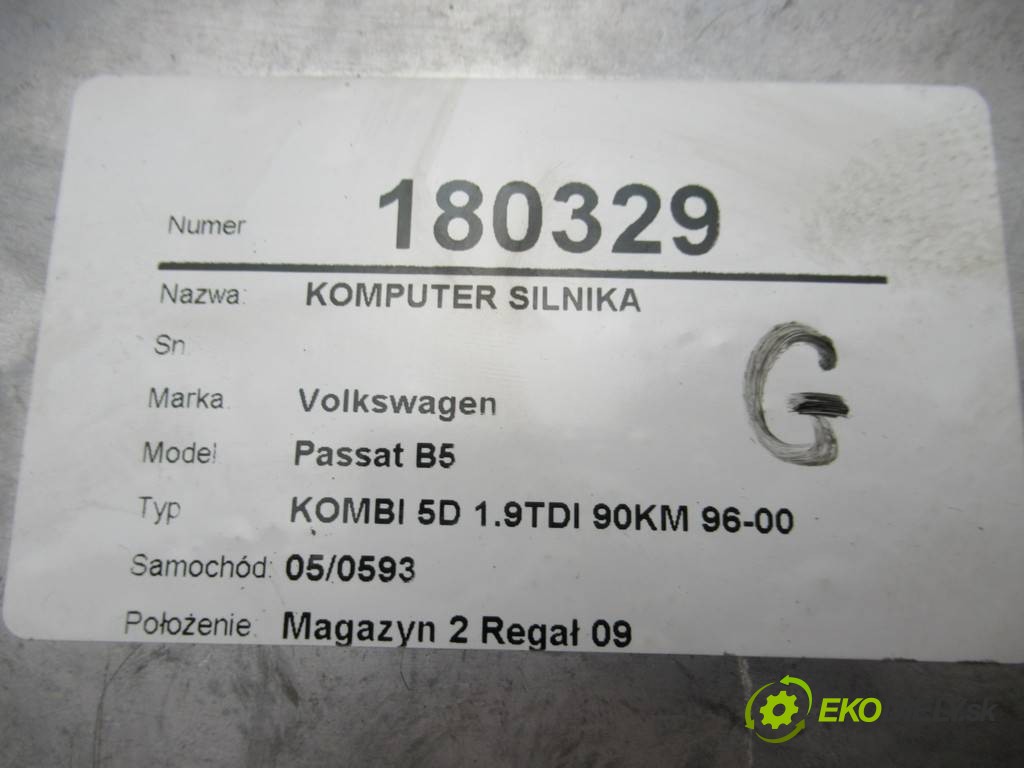 Numer 180329
Nazwa: KOMPUTER SILNIKA
Sn
G
Marka Volkswagen
Model Passat B5
Typ KOMBI 5D 1.9TDI 90KM 96-00
Samochód: 05/0593
Położenie: Magazyn 2 Regał 09
EKO